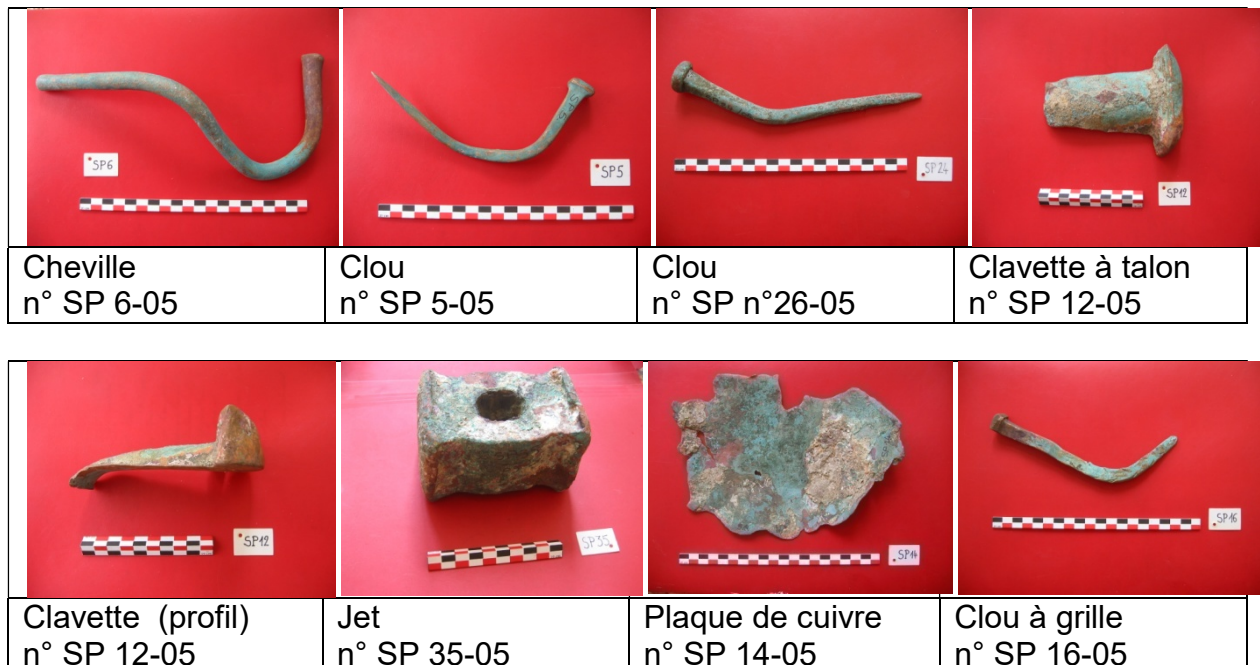 SP6
SP5
SP24
SP12
Cheville
n° SP 6-05
Clou
n° SP 5-05
Clou
n° SP n°26-05
Clavette à talon
n° SP 12-05
SP12
SP35
SP14
SP16
Clavette (profil)
n° SP 12-05
Jet
n° SP 35-05
Plaque de cuivre
n° SP 14-05
Clou à grille
n° SP 16-05